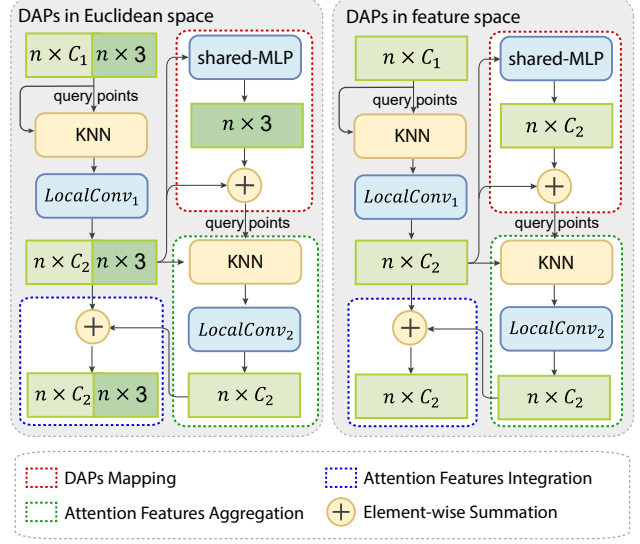 DAPs in Euclidean space
n × C₁ n × 3
query points
KNN
LocalConv₁
n × C₂ n × 3
+
n × C₂ n × 3
shared-MLP
n × 3
+
query points
KNN
LocalConv₂
n × C₂
DAPs in feature space
n × C₁
query points
KNN
LocalConv₁
n × C₂
+
n × C₂
shared-MLP
n × C₂
+
query points
KNN
LocalConv₂
n × C₂
DAPs Mapping
Attention Features Integration
Attention Features Aggregation
+ Element-wise Summation